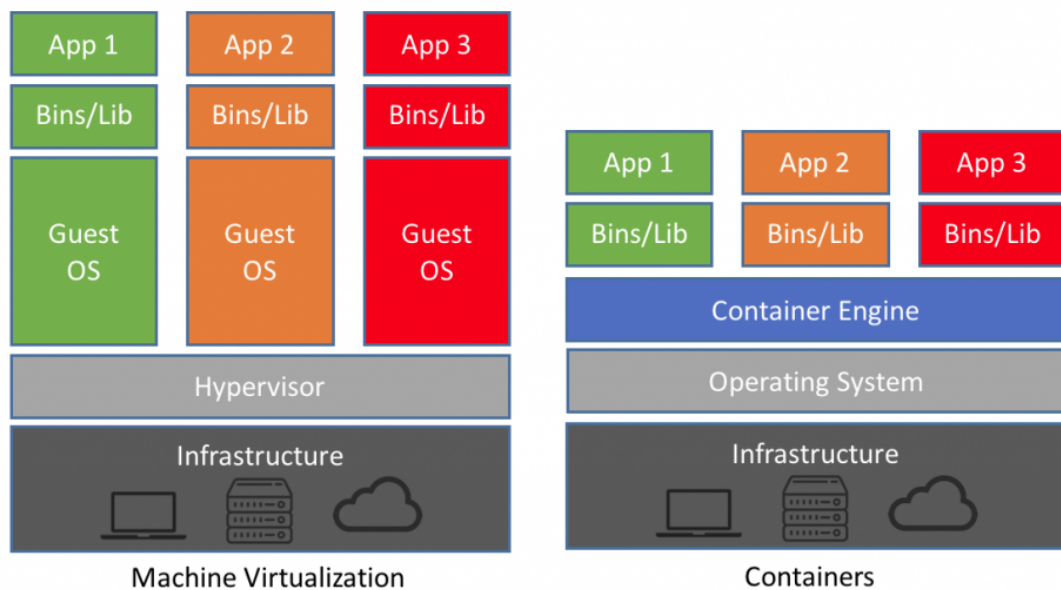 App 1
App 2
App 3
Bins/Lib
Bins/Lib
Bins/Lib
Guest
OS
Guest
OS
Guest
OS
Hypervisor
Infrastructure
Machine Virtualization
App 1
App 2
App 3
Bins/Lib
Bins/Lib
Bins/Lib
Container Engine
Operating System
Infrastructure
Containers